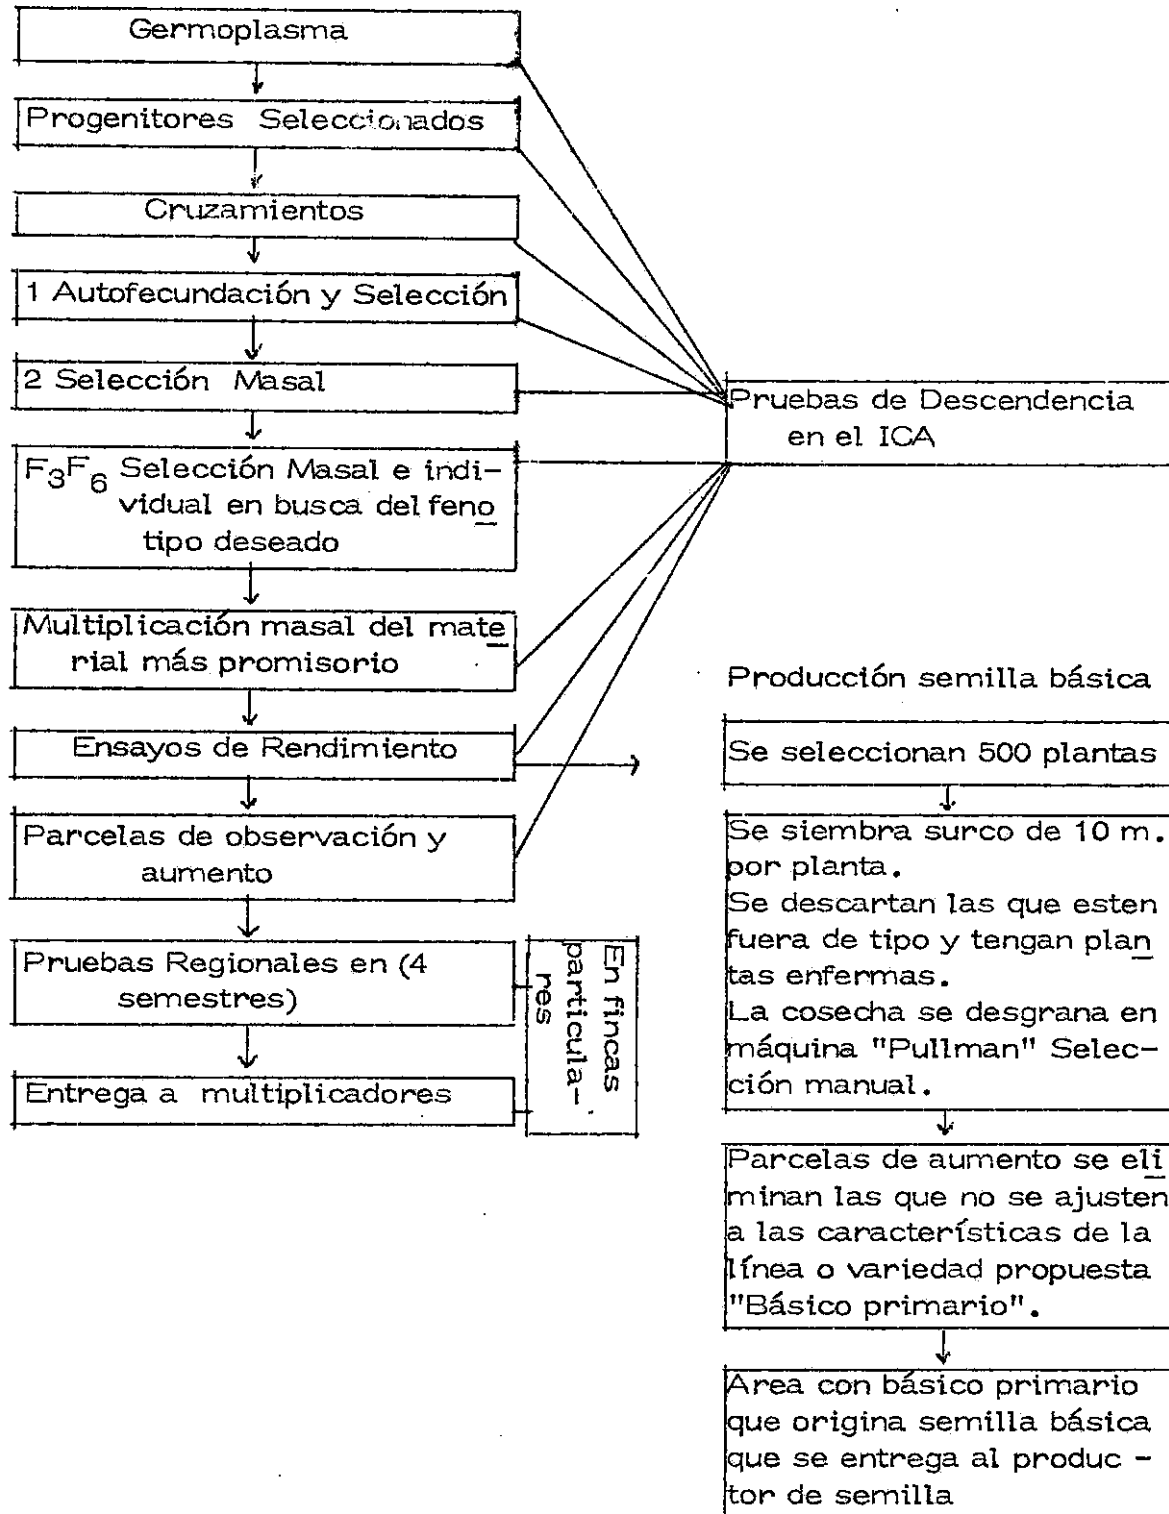 Germoplasma
Progenitores Seleccionados
Cruzamientos
1 Autofecundación y Selección
2 Selección Masal
F3F6 Selección Masal e indi-
vidual en busca del feno
tipo deseado
Multiplicación masal del mate
rial más promisorio
Ensayos de Rendimiento
Parcelas de observación y
aumento
Pruebas Regionales en (4
semestres)
Entrega a multiplicadores
En fincas
particula-
res
Pruebas de Descendencia
en el ICA
Producción semilla básica
Se seleccionan 500 plantas
Se siembra surco de 10 m.
por planta.
Se descartan las que esten
fuera de tipo y tengan plan
tas enfermas.
La cosecha se desgrana en
máquina "Pullman" Selec-
ción manual.
Parcelas de aumento se eli
minan las que no se ajusten
a las características de la
línea o variedad propuesta
"Básico primario".
Area con básico primario
que origina semilla básica
que se entrega al produc -
tor de semilla